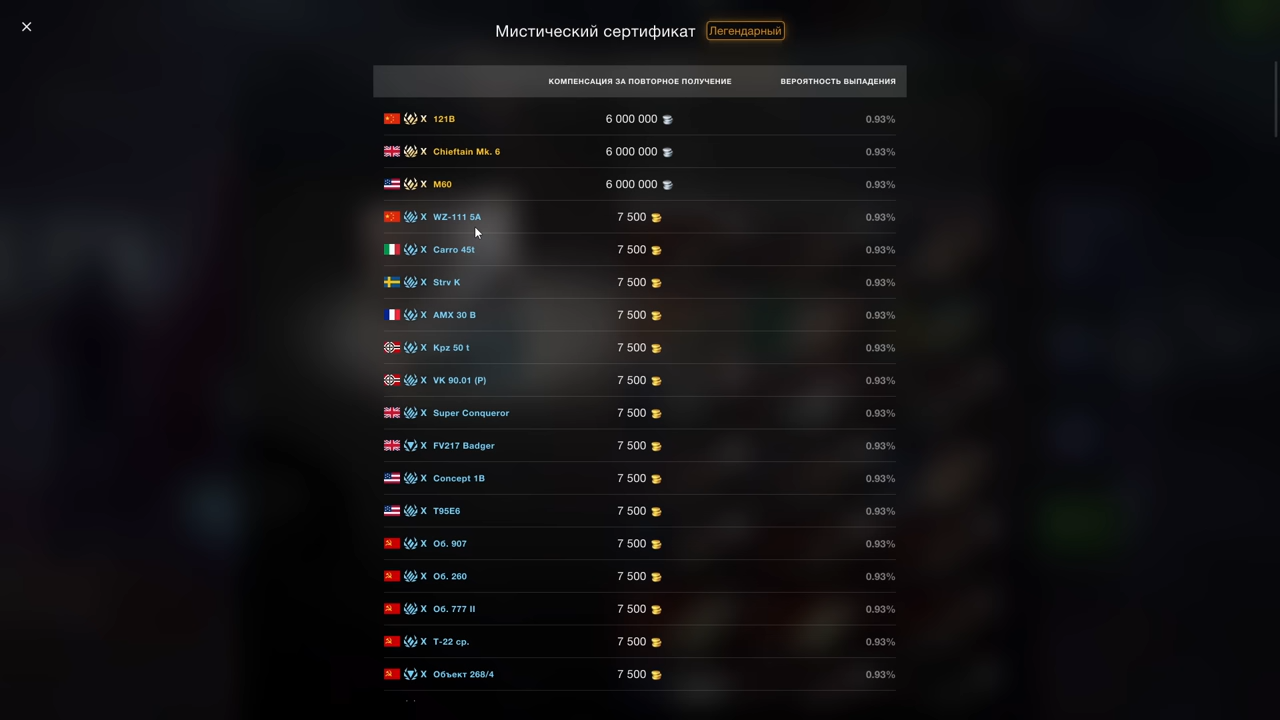 Мистический сертификат Легендарный
КОМПЕНСАЦИЯ ЗА ПОВТОРНОЕ ПОЛУЧЕНИЕ ВЕРОЯТНОСТЬ ВЫПАДЕНИЯ
X 121B 6 000 000 0.93%
X Chieftain Mk. 6 6 000 000 0.93%
X M60 6 000 000 0.93%
X WZ-111 5A 7 500 0.93%
X Carro 45t 7 500 0.93%
X Strv K 7 500 0.93%
X AMX 30 B 7 500 0.93%
X Kpz 50 t 7 500 0.93%
X VK 90.01 (P) 7 500 0.93%
X Super Conqueror 7 500 0.93%
X FV217 Badger 7 500 0.93%
X Concept 1B 7 500 0.93%
X T95E6 7 500 0.93%
X Об. 907 7 500 0.93%
X Об. 260 7 500 0.93%
X Об. 777 II 7 500 0.93%
X Т-22 ср. 7 500 0.93%
X Объект 268/4 7 500 0.93%